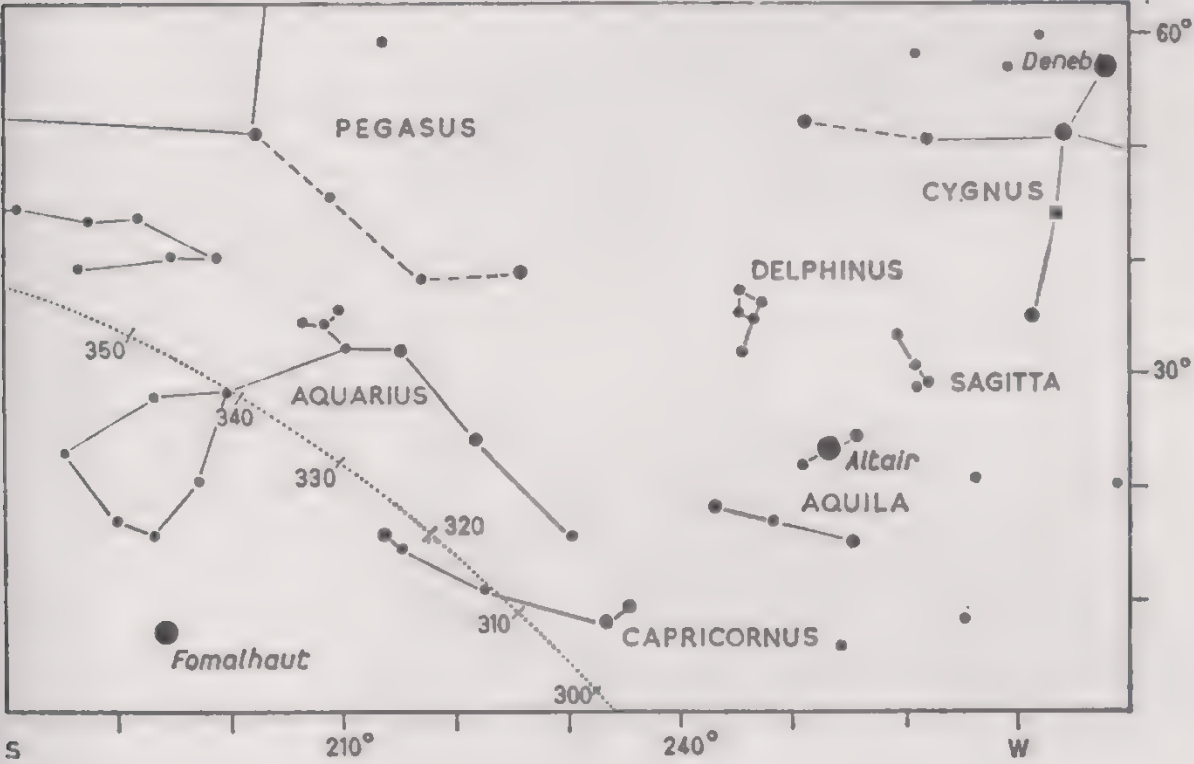 60°
Deneb
PEGASUS
CYGNUS
DELPHINUS
350
30°
SAGITTA
AQUARIUS
340
Altair
330
AQUILA
320
310
CAPRICORNUS
Fomalhaut
300
S
210°
240°
W